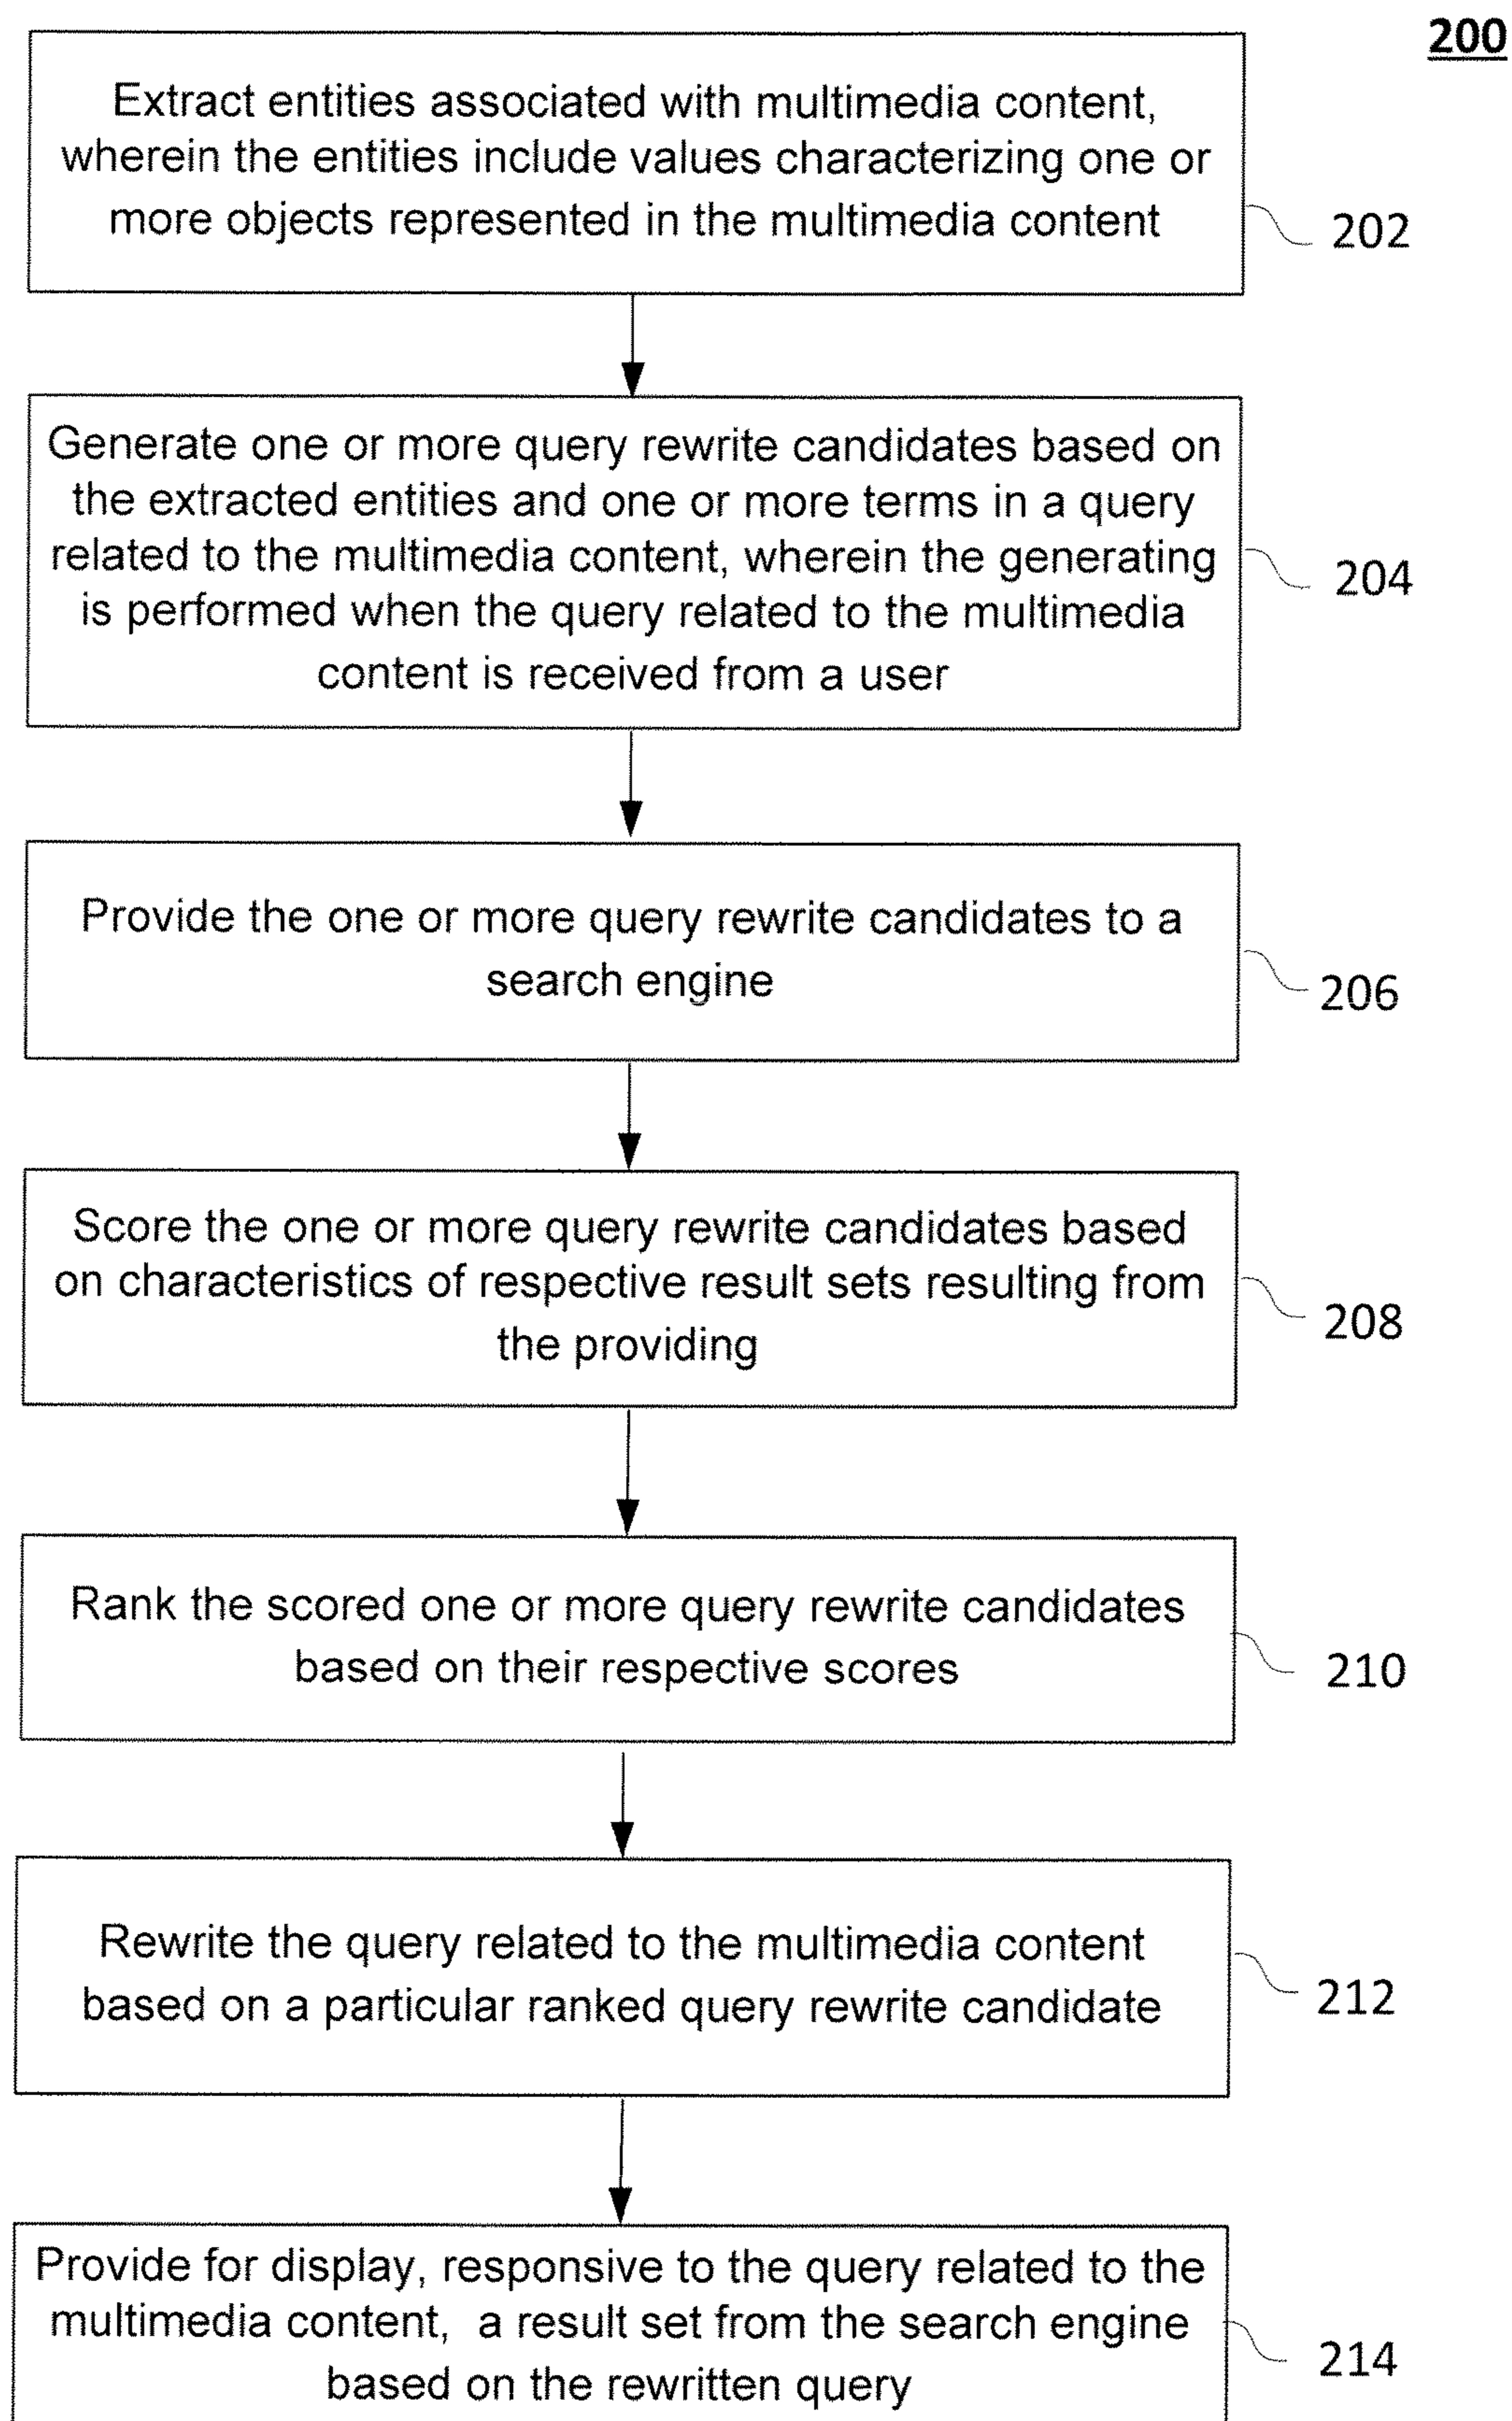 200
Extract entities associated with multimedia content,
wherein the entities include values characterizing one or
more objects represented in the multimedia content
202
Generate one or more query rewrite candidates based on
the extracted entities and one or more terms in a query
related to the multimedia content, wherein the generating
is performed when the query related to the multimedia
content is received from a user
204
Provide the one or more query rewrite candidates to a
search engine
206
Score the one or more query rewrite candidates based
on characteristics of respective result sets resulting from
the providing
208
Rank the scored one or more query rewrite candidates
based on their respective scores
210
Rewrite the query related to the multimedia content
based on a particular ranked query rewrite candidate
212
Provide for display, responsive to the query related to the
multimedia content, a result set from the search engine
based on the rewritten query
214